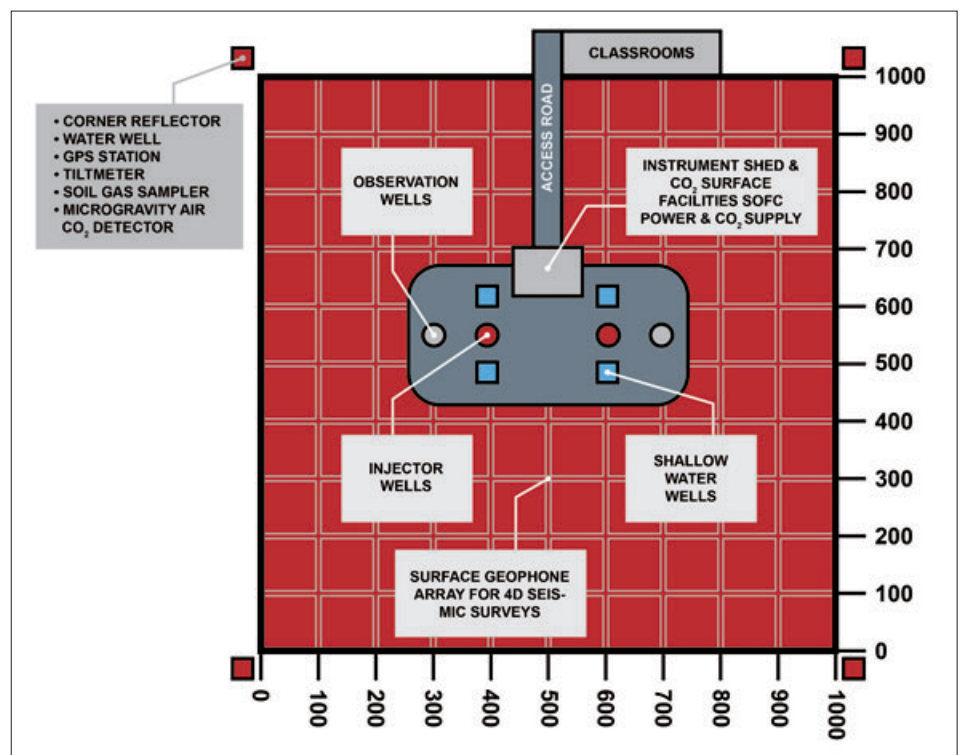 CLASSROOMS
ACCESS ROAD
• CORNER REFLECTOR
• WATER WELL
• GPS STATION
• TILTMETER
• SOIL GAS SAMPLER
• MICROGRAVITY AIR
CO₂ DETECTOR
OBSERVATION
WELLS
INSTRUMENT SHED &
CO₂ SURFACE
FACILITIES SOFC
POWER & CO₂ SUPPLY
INJECTOR
WELLS
SHALLOW
WATER
WELLS
SURFACE GEOPHONE
ARRAY FOR 4D SEIS-
MIC SURVEYS
1000
900
800
700
600
500
400
300
200
100
0
0
100
200
300
400
500
600
700
800
1000